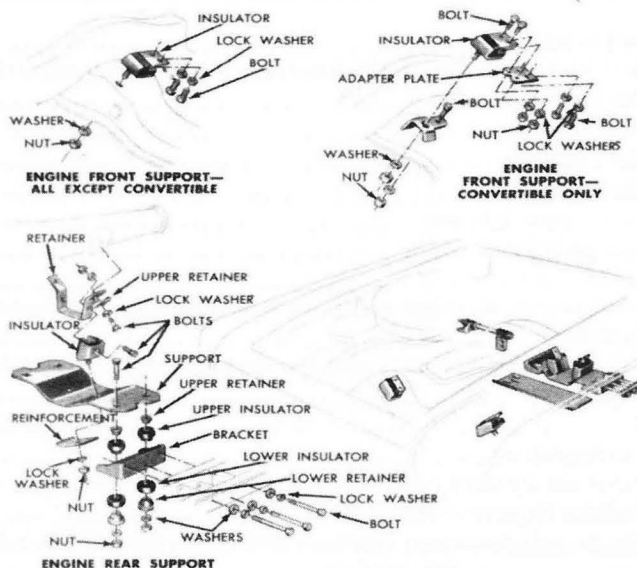 INSULATOR
LOCK WASHER
BOLT
WASHER
NUT
ENGINE FRONT SUPPORT—
ALL EXCEPT CONVERTIBLE
BOLT
INSULATOR
ADAPTER PLATE
BOLT
NUT
BOLT
LOCK WASHERS
WASHER
NUT
ENGINE
FRONT SUPPORT—
CONVERTIBLE ONLY
RETAINER
UPPER RETAINER
LOCK WASHER
BOLTS
INSULATOR
SUPPORT
UPPER RETAINER
UPPER INSULATOR
REINFORCEMENT
BRACKET
LOWER INSULATOR
LOCK
WASHER
LOWER RETAINER
LOCK WASHER
NUT
BOLT
WASHERS
NUT
ENGINE REAR SUPPORT